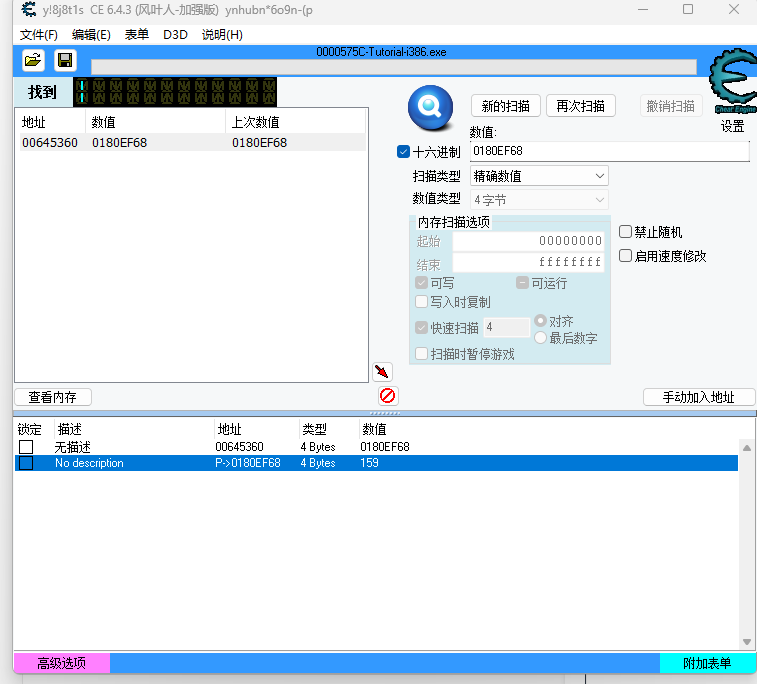 y!8j8t1s CE 6.4.3 (风叶人-加强版) ynhubn*6o9n-(p
文件(F) 编辑(E) 表单 D3D 说明(H)
0000575C-Tutorial-i386.exe
找到 1
Cheat Engine
设置
地址 数值 上次数值
00645360 0180EF68 0180EF68
新的扫描 再次扫描 撤销扫描
数值:
十六进制 0180EF68
扫描类型 精确数值
数值类型 4 字节
内存扫描选项
起始 00000000
结束 ffffffff
可写 可运行
写入时复制
快速扫描 4 对齐
最后数字
扫描时暂停游戏
禁止随机
启用速度修改
查看内存 手动加入地址
锁定 描述 地址 类型 数值
无描述 00645360 4 Bytes 0180EF68
No description P->0180EF68 4 Bytes 159
高级选项 附加表单